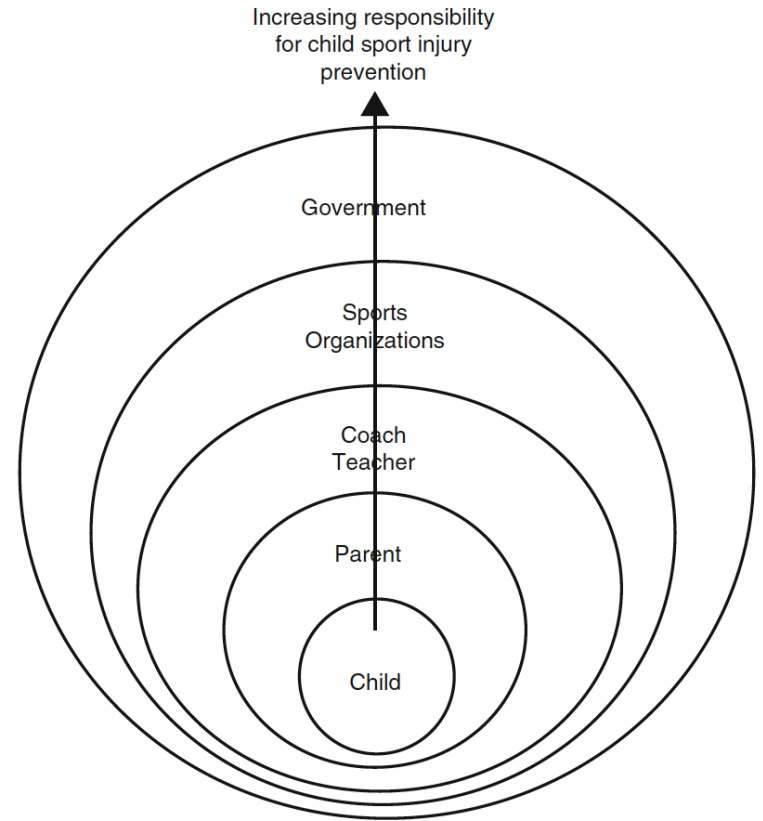 Increasing responsibility
for child sport injury
prevention
Government
Sports
Organizations
Coach
Teacher
Parent
Child